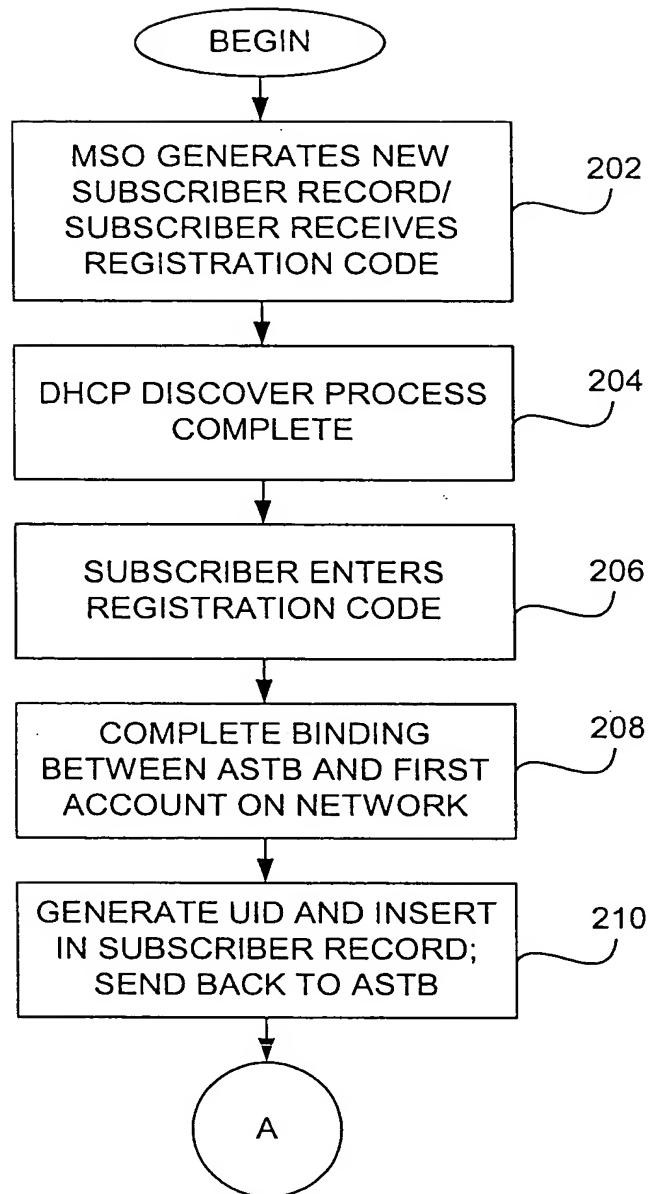 BEGIN
MSO GENERATES NEW
SUBSCRIBER RECORD/
SUBSCRIBER RECEIVES
REGISTRATION CODE
202
DHCP DISCOVER PROCESS
COMPLETE
204
SUBSCRIBER ENTERS
REGISTRATION CODE
206
COMPLETE BINDING
BETWEEN ASTB AND FIRST
ACCOUNT ON NETWORK
208
GENERATE UID AND INSERT
IN SUBSCRIBER RECORD;
SEND BACK TO ASTB
210
A